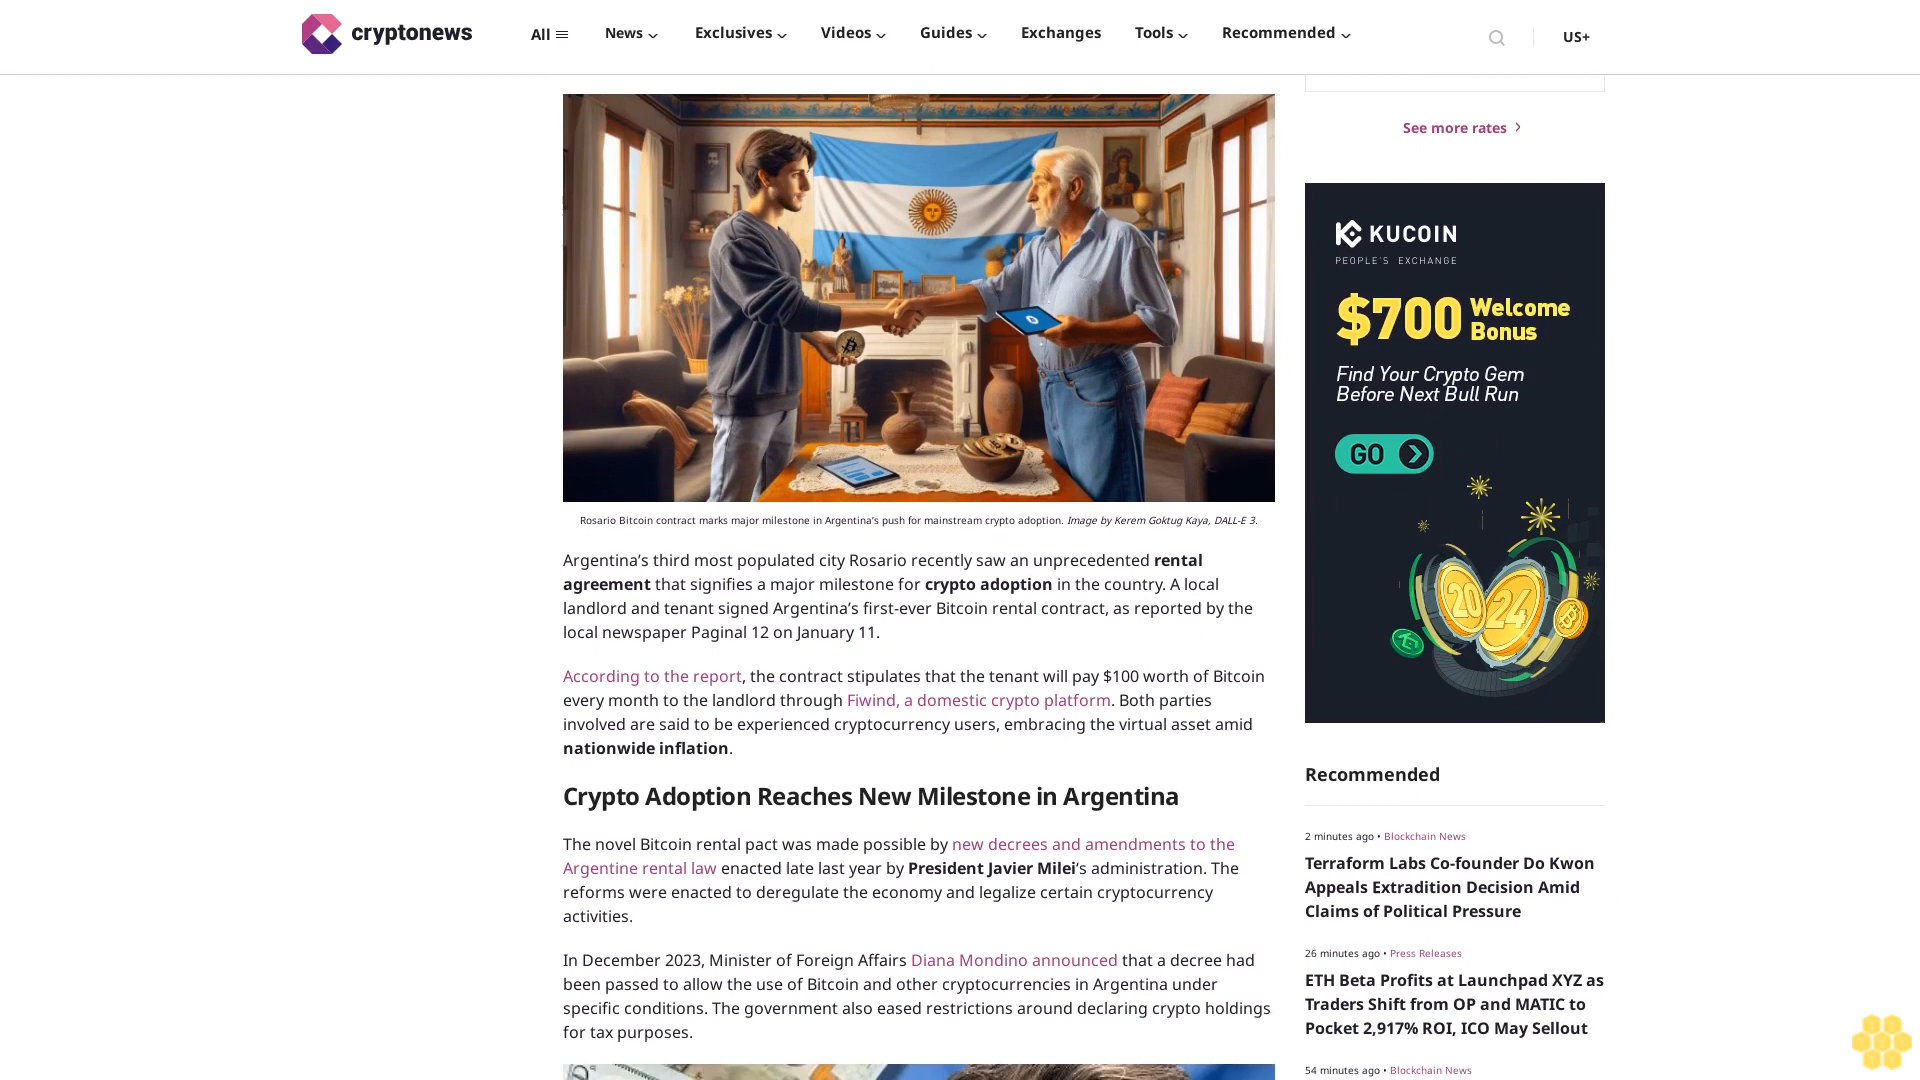 cryptonews
All
News
Exclusives
Videos
Guides
Exchanges
Tools
Recommended
US+
Rosario Bitcoin contract marks major milestone in Argentina’s push for mainstream crypto adoption. Image by Kerem Goktug Kaya, DALL-E 3.
Argentina’s third most populated city Rosario recently saw an unprecedented rental
agreement that signifies a major milestone for crypto adoption in the country. A local
landlord and tenant signed Argentina’s first-ever Bitcoin rental contract, as reported by the
local newspaper Paginal 12 on January 11.
According to the report, the contract stipulates that the tenant will pay $100 worth of Bitcoin
every month to the landlord through Fiwind, a domestic crypto platform. Both parties
involved are said to be experienced cryptocurrency users, embracing the virtual asset amid
nationwide inflation.
Crypto Adoption Reaches New Milestone in Argentina
The novel Bitcoin rental pact was made possible by new decrees and amendments to the
Argentine rental law enacted late last year by President Javier Milei‘s administration. The
reforms were enacted to deregulate the economy and legalize certain cryptocurrency
activities.
In December 2023, Minister of Foreign Affairs Diana Mondino announced that a decree had
been passed to allow the use of Bitcoin and other cryptocurrencies in Argentina under
specific conditions. The government also eased restrictions around declaring crypto holdings
for tax purposes.
See more rates
KUCOIN
PEOPLE'S EXCHANGE
$700 Welcome
Bonus
Find Your Crypto Gem
Before Next Bull Run
GO
20 24
Recommended
2 minutes ago • Blockchain News
Terraform Labs Co-founder Do Kwon
Appeals Extradition Decision Amid
Claims of Political Pressure
26 minutes ago • Press Releases
ETH Beta Profits at Launchpad XYZ as
Traders Shift from OP and MATIC to
Pocket 2,917% ROI, ICO May Sellout
54 minutes ago • Blockchain News